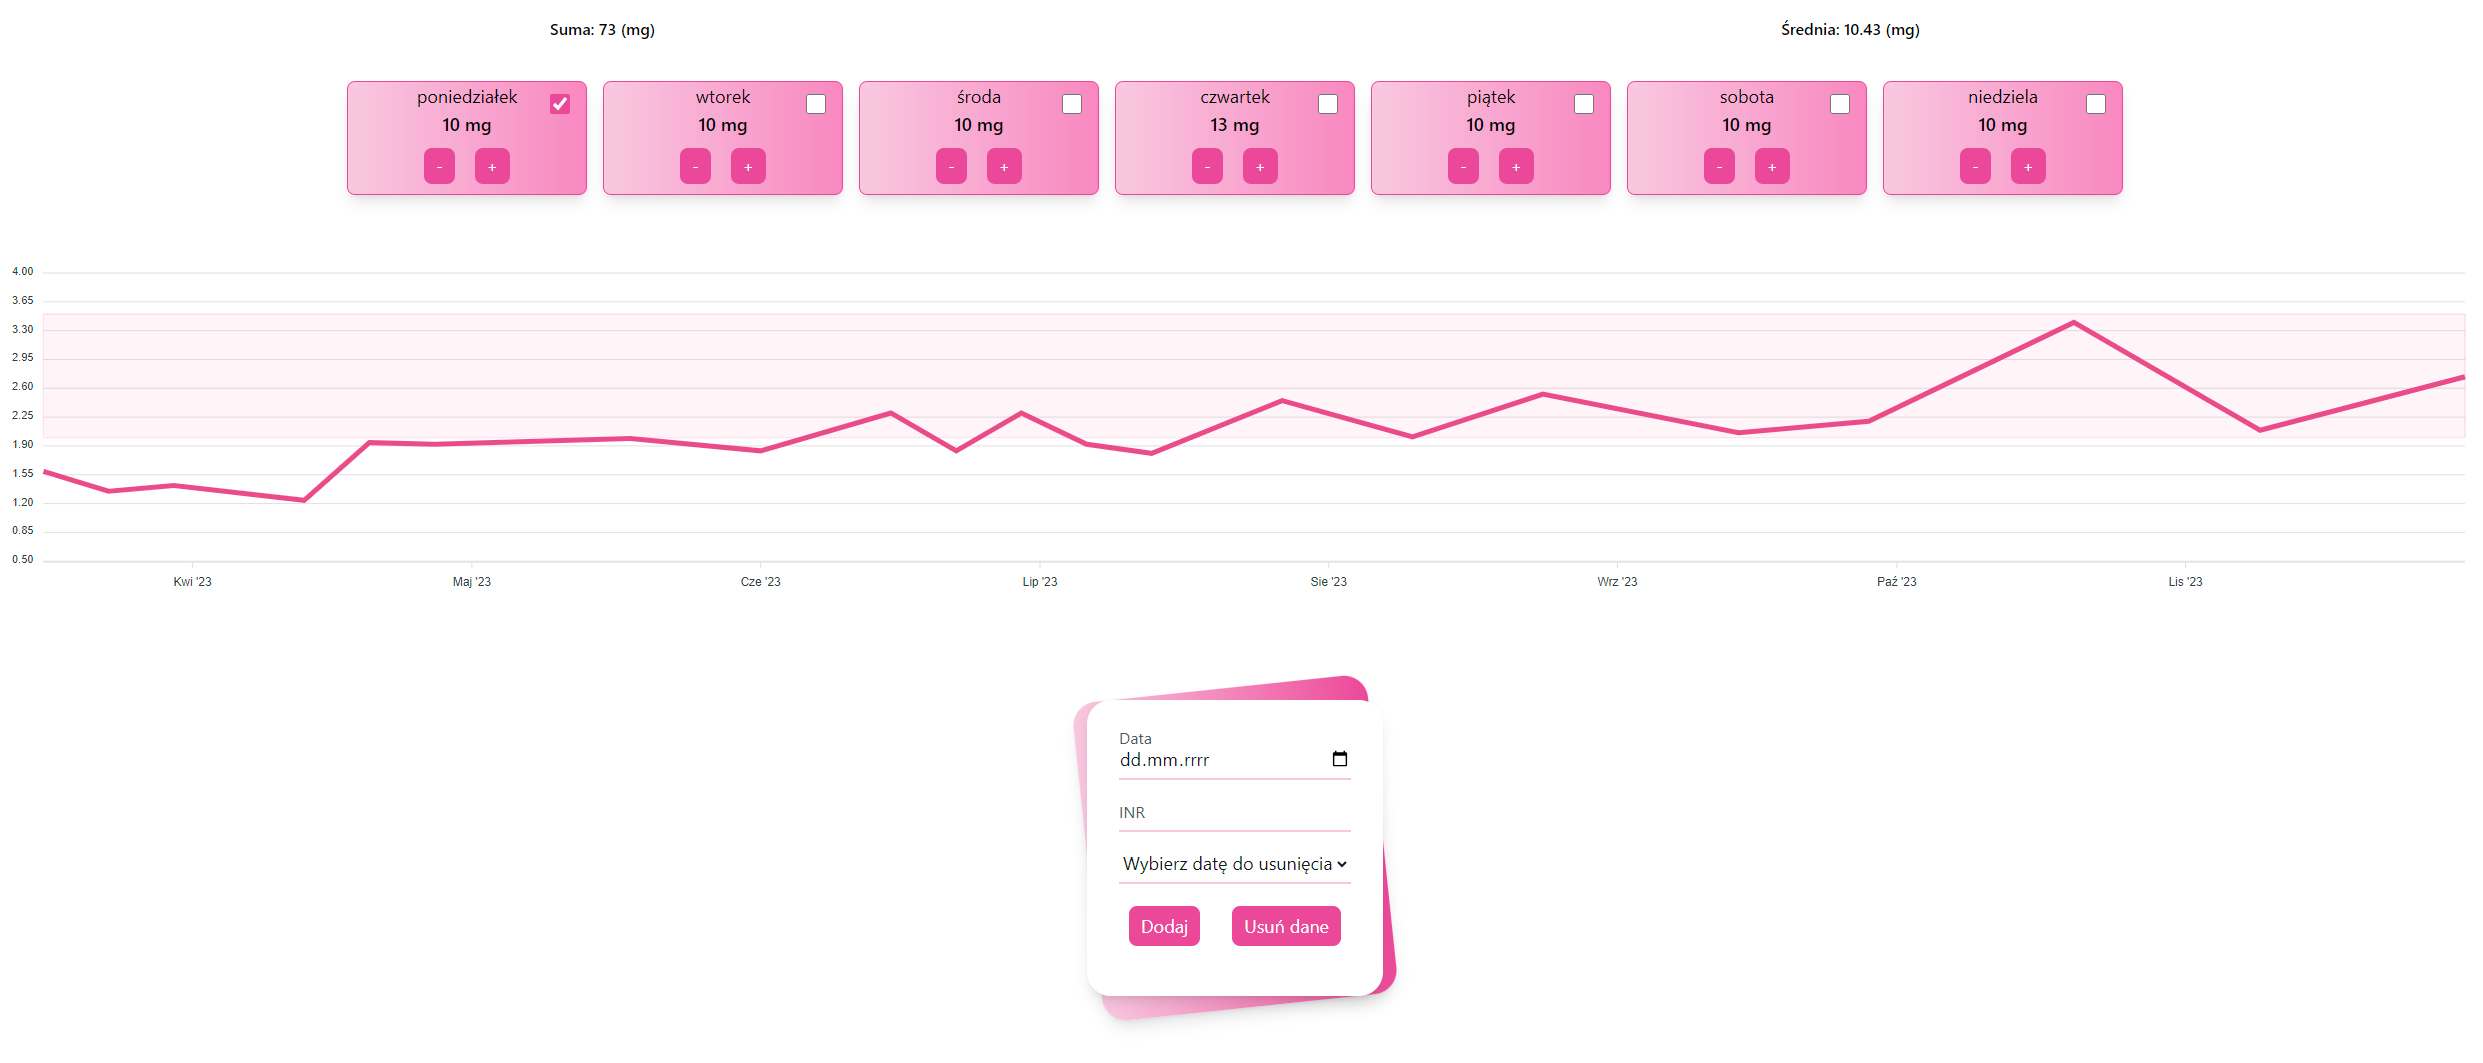 Suma: 73 (mg) Średnia: 10.43 (mg)
poniedziałek wtorek środa czwartek piątek sobota niedziela
10 mg 10 mg 10 mg 13 mg 10 mg 10 mg 10 mg
- + - + - + - + - + - + - +
4.00
3.65
3.30
2.95
2.60
2.25
1.90
1.55
1.20
0.85
0.50
Kwi '23 Maj '23 Cze '23 Lip '23 Sie '23 Wrz '23 Paź '23 Lis '23
Data
dd.mm.rrrr
INR
Wybierz datę do usunięcia
Dodaj Usuń dane